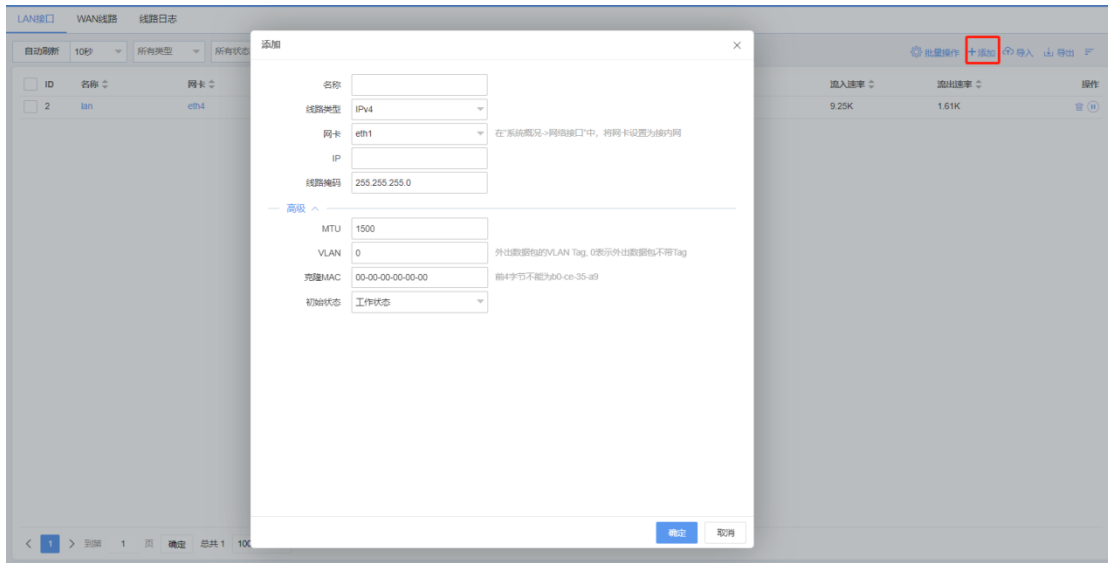 LAN接口 WAN线路 线路日志
自动刷新 10秒 所有类型 所有状态
批量操作 添加 导入 导出
ID 名称 网卡 流入速率 流出速率 操作
2 lan eth4 9.25K 1.61K
添加
名称
线路类型 IPv4
网卡 eth1 在"系统概况->网络接口"中，将网卡设置为接内网
IP
线路掩码 255.255.255.0
高级
MTU 1500
VLAN 0 外出数据包的VLAN Tag, 0表示外出数据包不带Tag
克隆MAC 00-00-00-00-00-00 前4字节不能为b0-ce-35-a9
初始状态 工作状态
确定 取消
1 到第 1 页 确定 总共 1 100